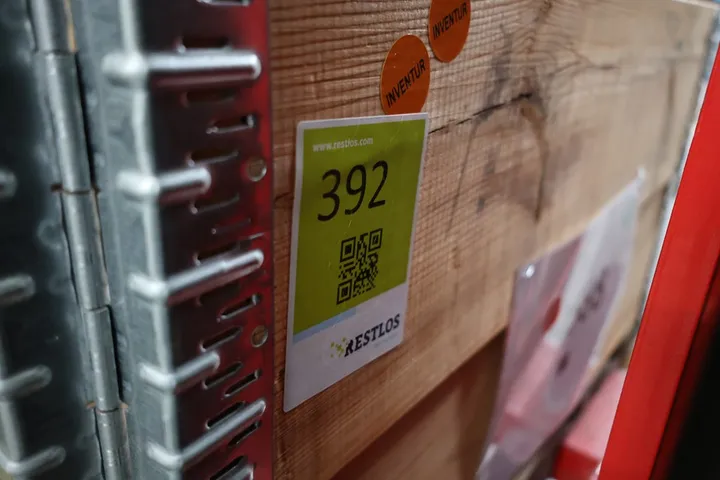 INVENTUR
INVENTUR
www.restlos.com
392
RESTLOS